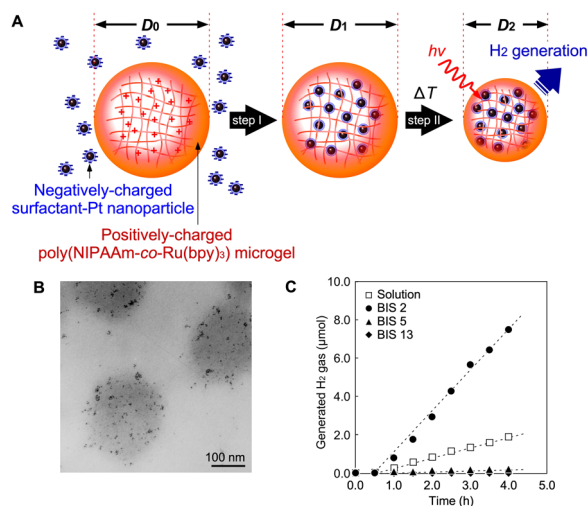 A
D0
D1
D2
hv
H2 generation
step I
ΔT
step II
Negatively-charged
surfactant-Pt nanoparticle
Positively-charged
poly(NIPAAm-co-Ru(bpy)3) microgel
B
100 nm
C
Generated H2 gas (μmol)
10.0
8.0
6.0
4.0
2.0
0.0
Solution
BIS 2
BIS 5
BIS 13
0.0 1.0 2.0 3.0 4.0 5.0
Time (h)